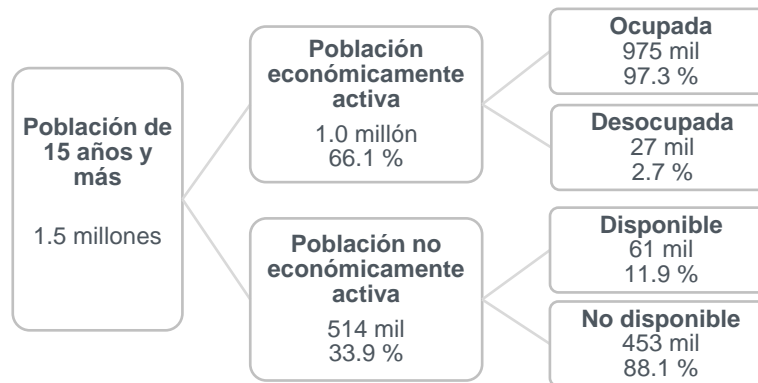 Población de
15 años y
más
1.5 millones
Población
económicamente
activa
1.0 millón
66.1 %
Población no
económicamente
activa
514 mil
33.9 %
Ocupada
975 mil
97.3 %
Desocupada
27 mil
2.7 %
Disponible
61 mil
11.9 %
No disponible
453 mil
88.1 %